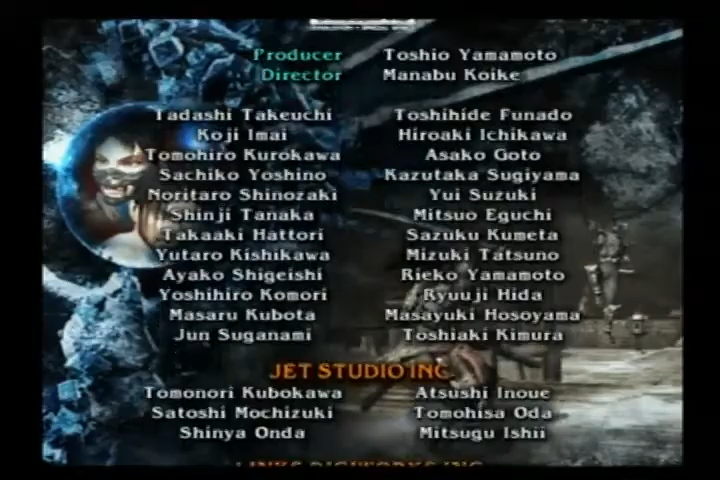 Producer Toshio Yamamoto
Director Manabu Koike
Tadashi Takeuchi Toshihide Funado
Koji Imai Hiroaki Ichikawa
Tomohiro Kurokawa Asako Goto
Sachiko Yoshino Kazutaka Sugiyama
Noritaro Shinozaki Yui Suzuki
Shinji Tanaka Mitsuo Eguchi
Takaaki Hattori Sazuku Kumeta
Yutaro Kishikawa Mizuki Tatsuno
Ayako Shigeishi Rieko Yamamoto
Yoshihiro Komori Ryuuji Hida
Masaru Kubota Masayuki Hosoyama
Jun Suganami Toshiaki Kimura
JET STUDIO INC.
Tomonori Kubokawa Atsushi Inoue
Satoshi Mochizuki Tomohisa Oda
Shinya Onda Mitsugu Ishii
LINKS DIGIWORKS INC.